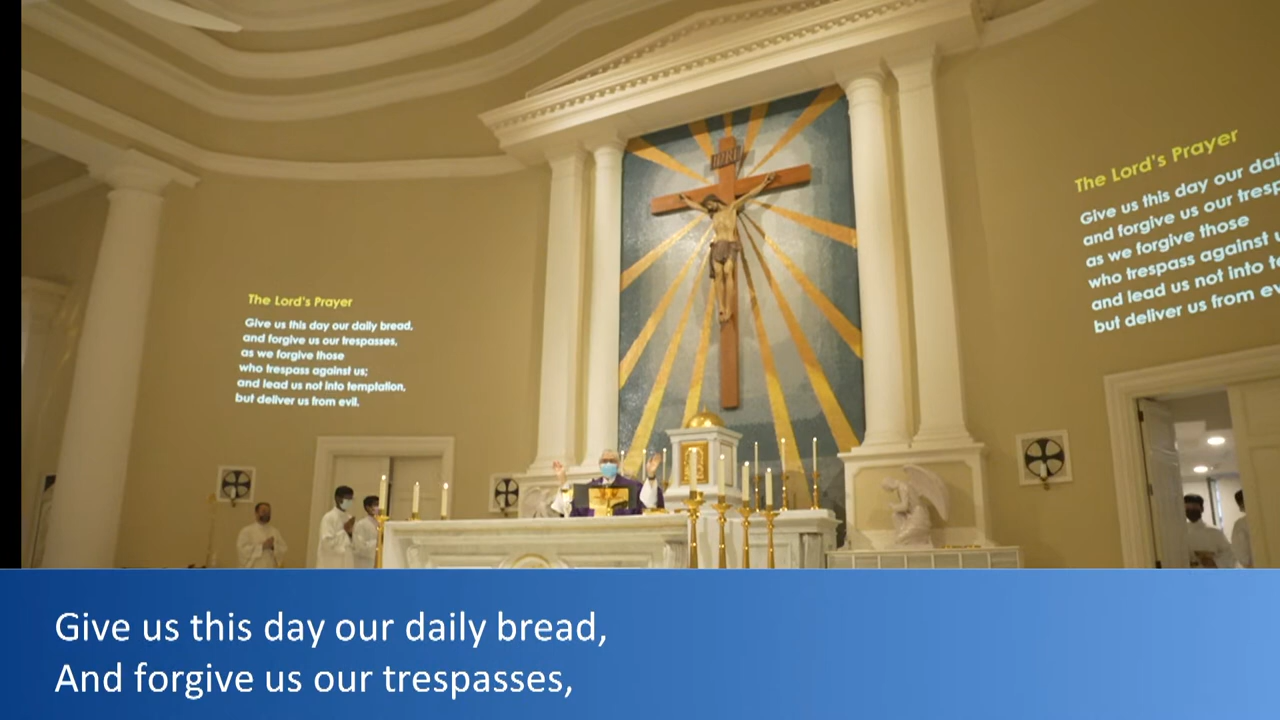 INRI
The Lord's Prayer
Give us this day our daily bread,
and forgive us our trespasses,
as we forgive those
who trespass against us;
and lead us not into temptation,
but deliver us from evil.
The Lord's Prayer
Give us this day our dai
and forgive us our tresp
as we forgive those
who trespass against u
and lead us not into te
but deliver us from ev
Give us this day our daily bread,
And forgive us our trespasses,